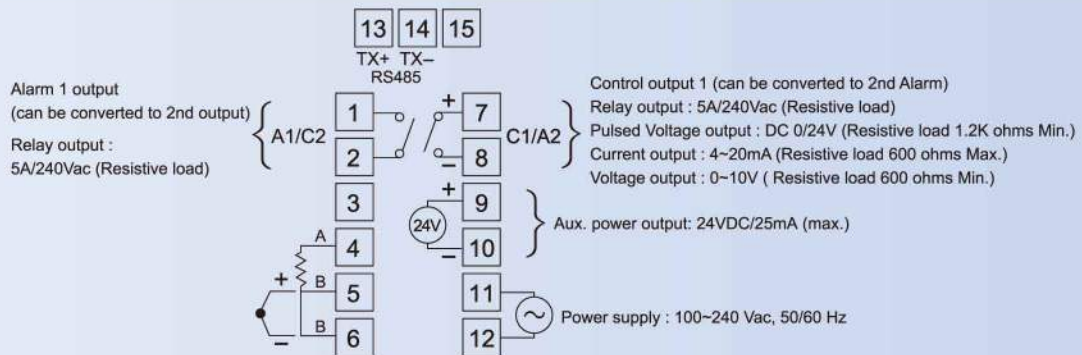 13 14 15
TX+ TX–
RS485
Alarm 1 output
(can be converted to 2nd output)
Relay output :
5A/240Vac (Resistive load)
A1/C2
1
2
3
A 4
+ B 5
– B 6
+ 7
– 8
+ 9
24V
– 10
11
12
C1/A2
Control output 1 (can be converted to 2nd Alarm)
Relay output : 5A/240Vac (Resistive load)
Pulsed Voltage output : DC 0/24V (Resistive load 1.2K ohms Min.)
Current output : 4~20mA (Resistive load 600 ohms Max.)
Voltage output : 0~10V ( Resistive load 600 ohms Min.)
Aux. power output: 24VDC/25mA (max.)
Power supply : 100~240 Vac, 50/60 Hz